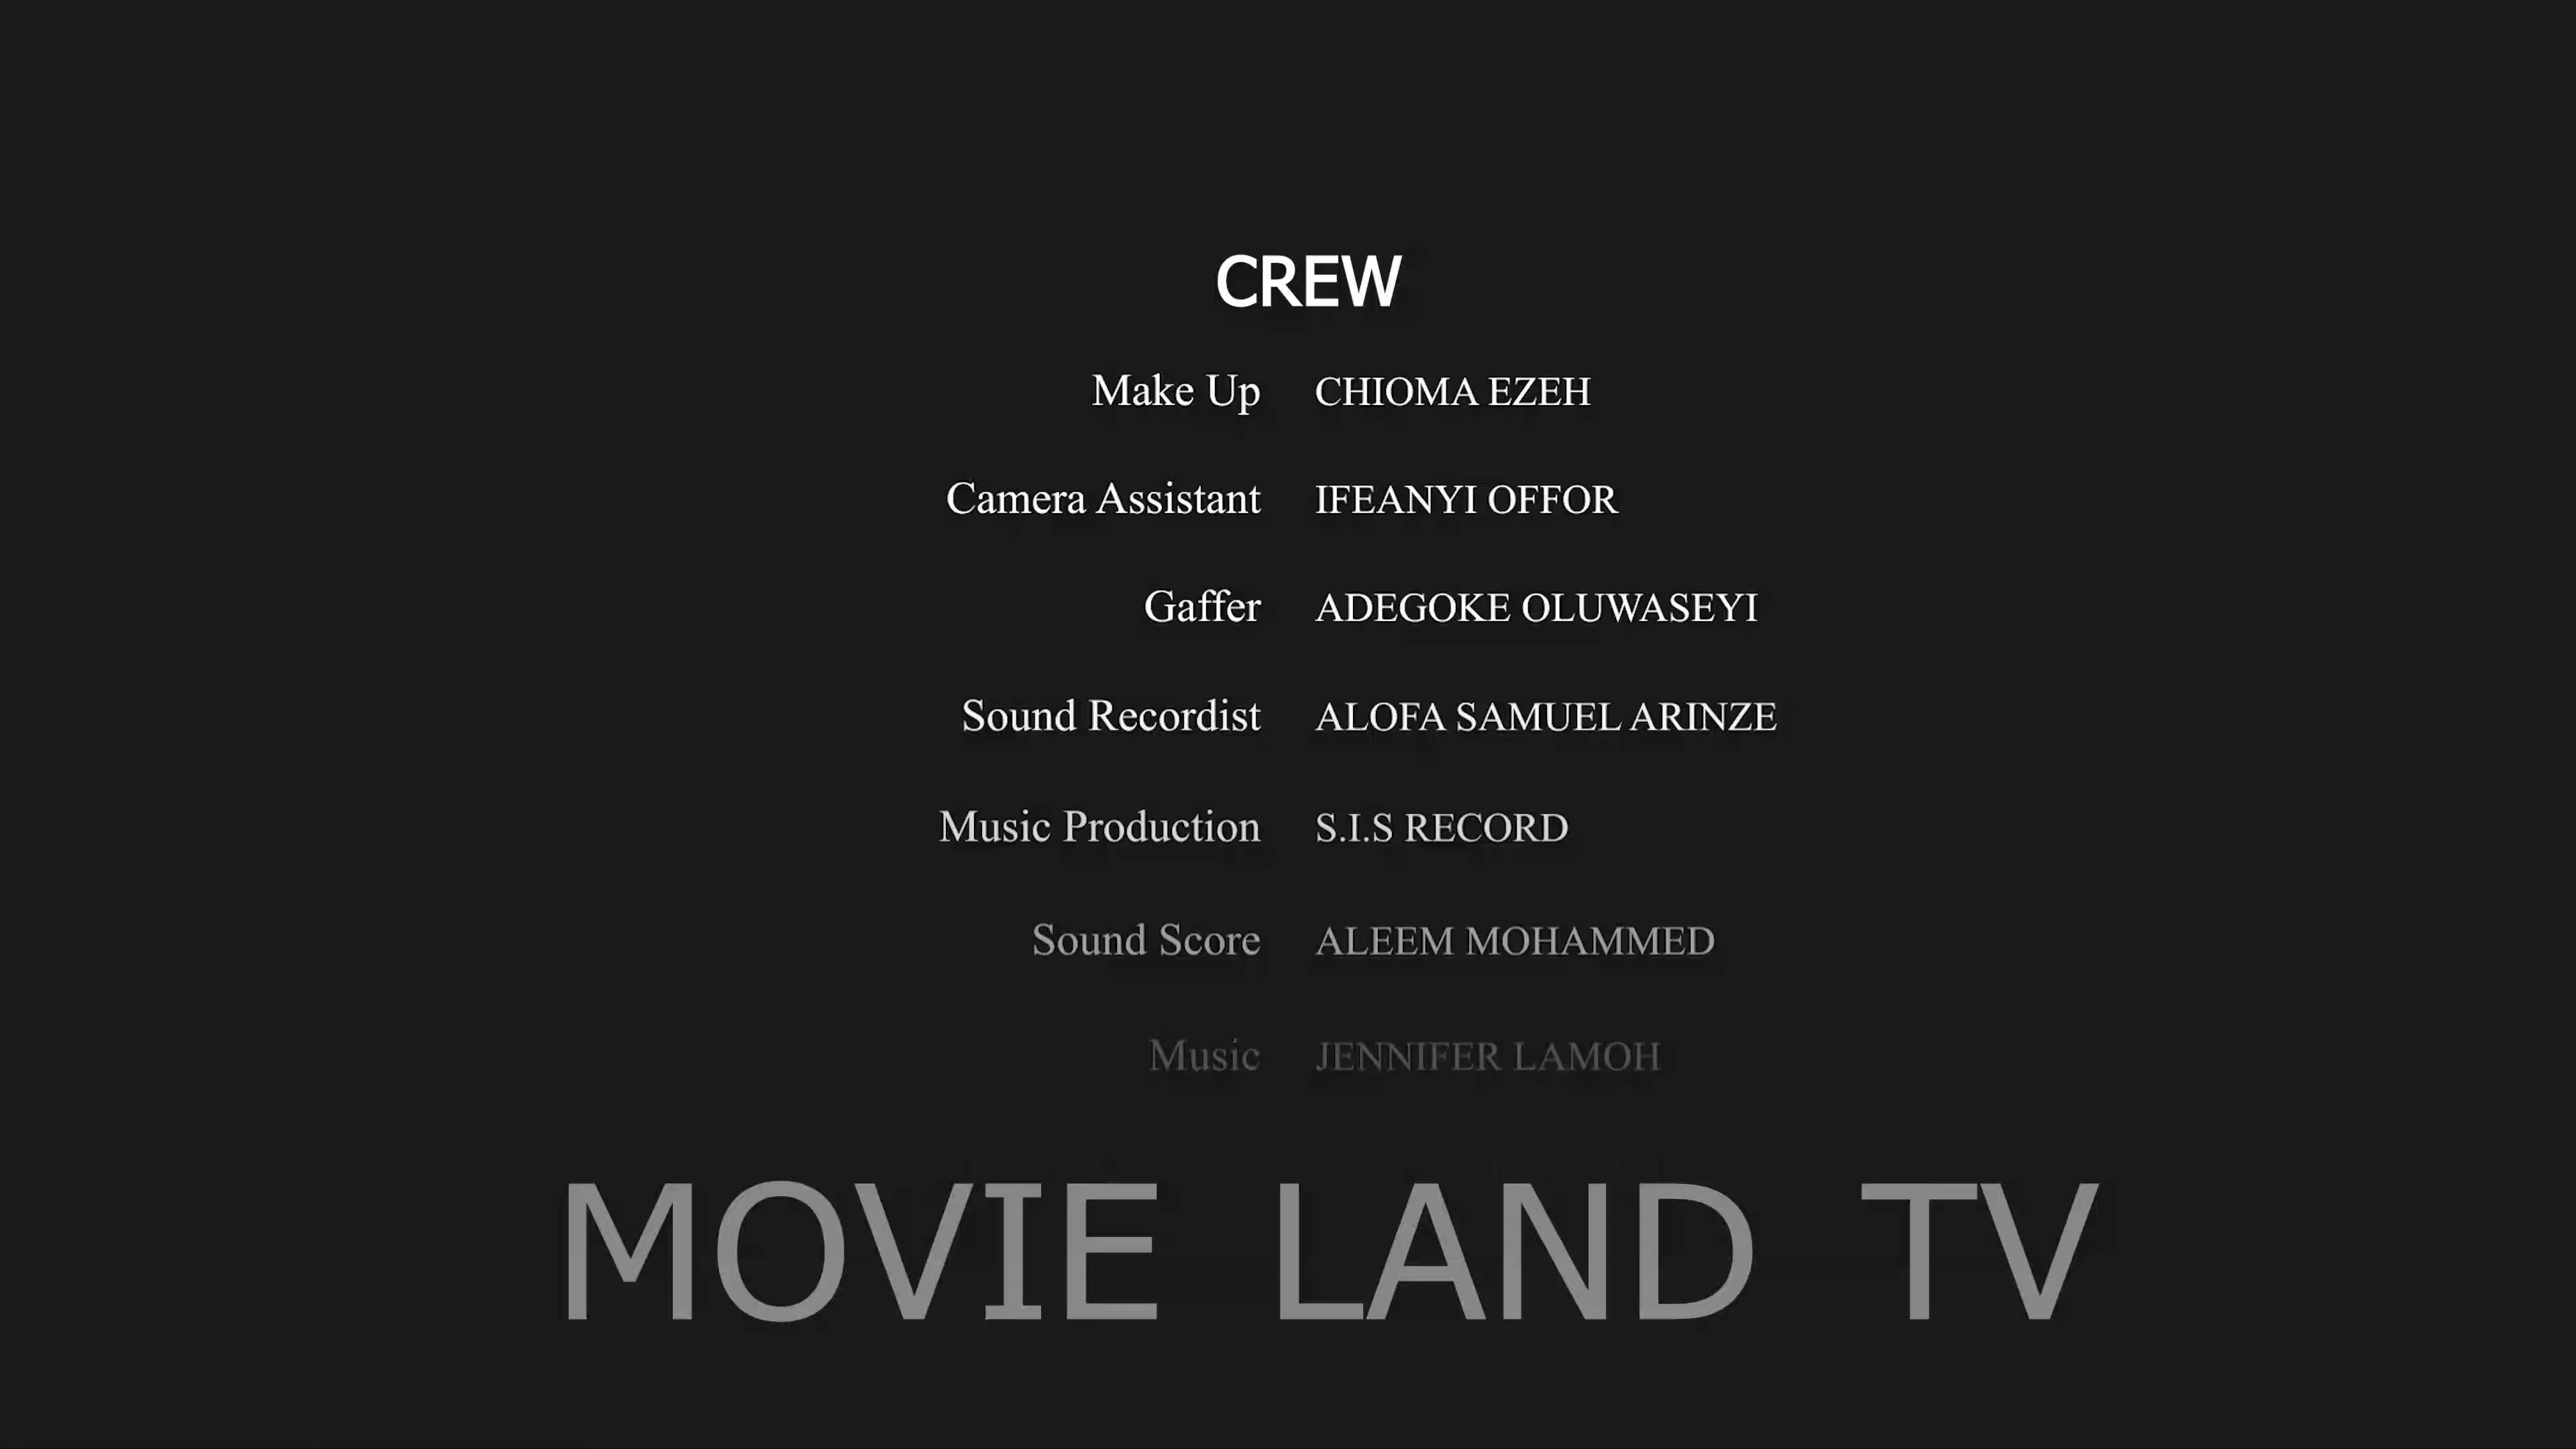 CREW
Make Up CHIOMA EZEH
Camera Assistant IFEANYI OFFOR
Gaffer ADEGOKE OLUWASEYI
Sound Recordist ALOFA SAMUEL ARINZE
Music Production S.I.S RECORD
Sound Score ALEEM MOHAMMED
Music JENNIFER LAMOH
MOVIE LAND TV